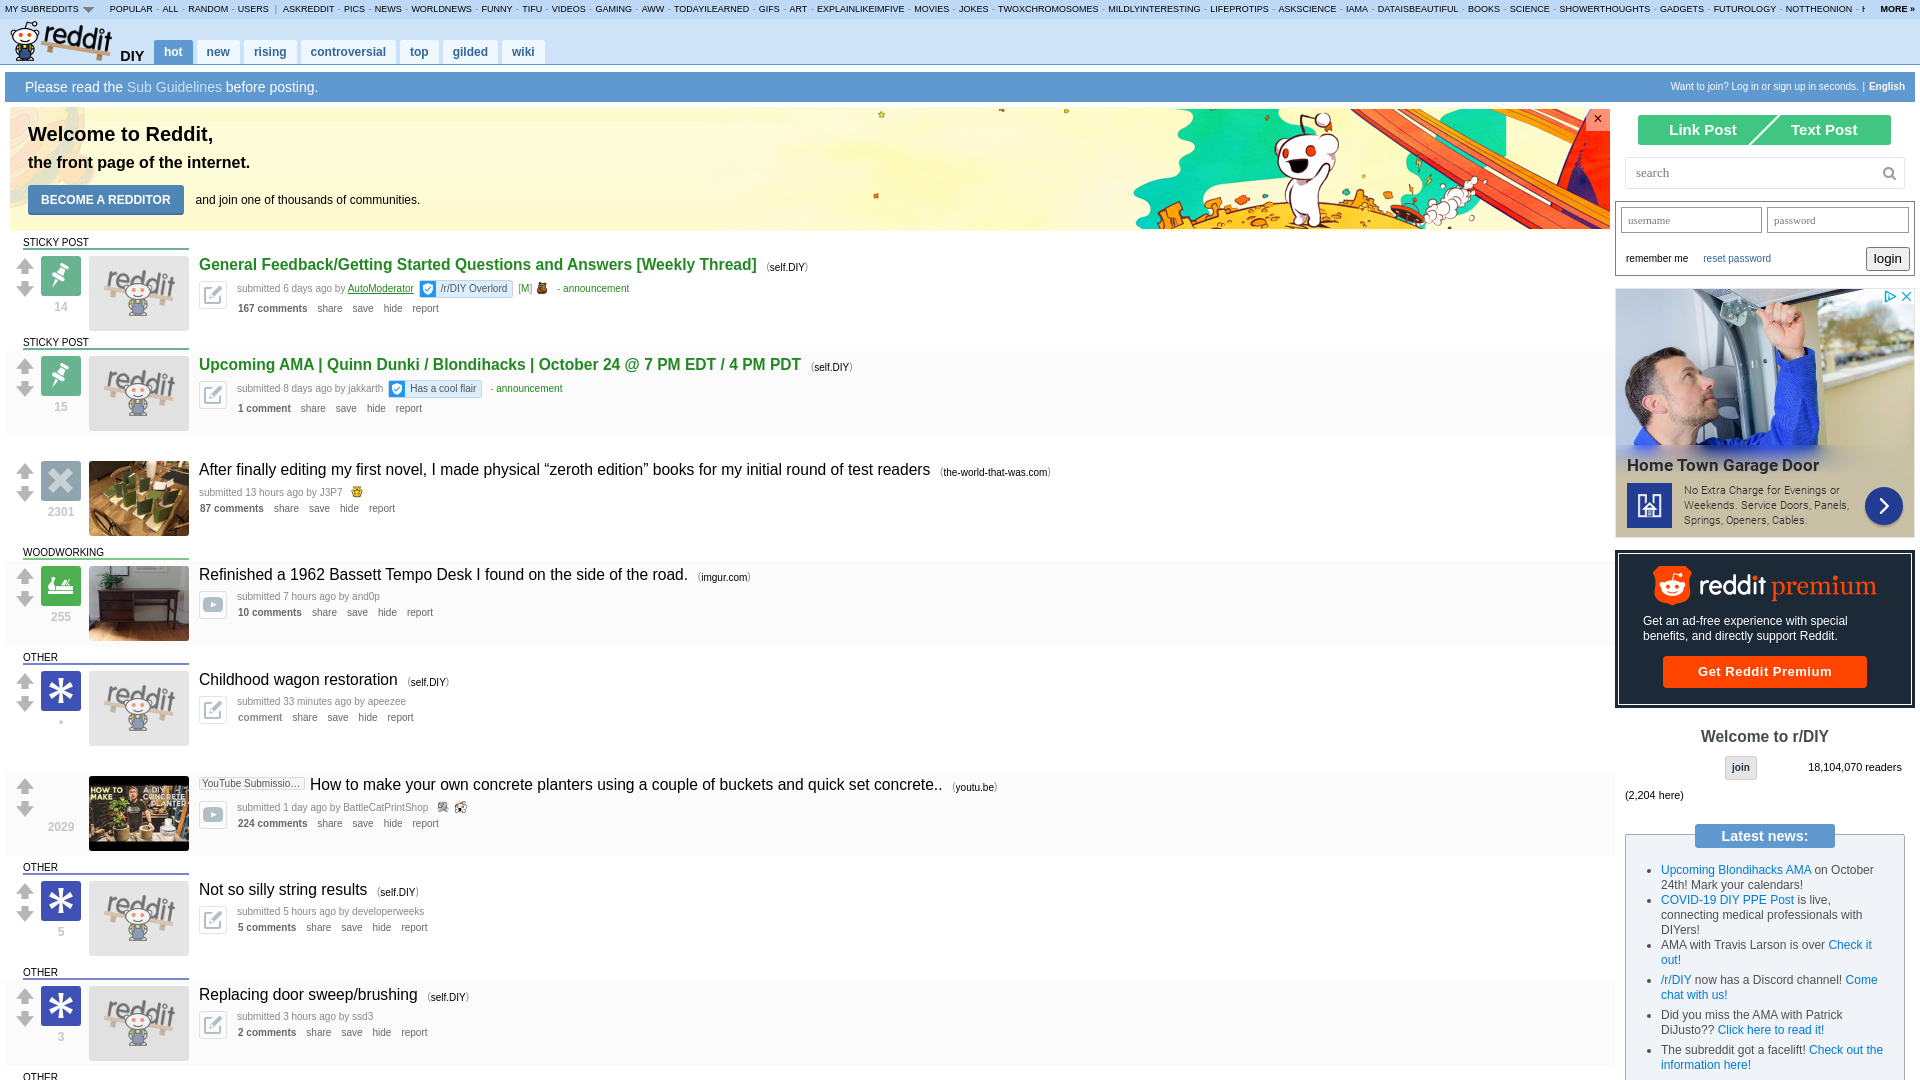 MY SUBREDDITS POPULAR - ALL - RANDOM - USERS | ASKREDDIT - PICS - NEWS - WORLDNEWS - FUNNY - TIFU - VIDEOS - GAMING - AWW - TODAYILEARNED - GIFS - ART - EXPLAINLIKEIMFIVE - MOVIES - JOKES - TWOXCHROMOSOMES - MILDLYINTERESTING - LIFEPROTIPS - ASKSCIENCE - IAMA - DATAISBEAUTIFUL - BOOKS - SCIENCE - SHOWERTHOUGHTS - GADGETS - FUTUROLOGY - NOTTHEONION - MORE »
reddit DIY hot new rising controversial top gilded wiki
Please read the Sub Guidelines before posting.
Want to join? Log in or sign up in seconds. | English
Welcome to Reddit,
the front page of the internet.
BECOME A REDDITOR and join one of thousands of communities.
×
STICKY POST
14
reddit
General Feedback/Getting Started Questions and Answers [Weekly Thread] (self.DIY)
submitted 6 days ago by AutoModerator /r/DIY Overlord [M] - announcement
167 comments share save hide report
STICKY POST
15
reddit
Upcoming AMA | Quinn Dunki / Blondihacks | October 24 @ 7 PM EDT / 4 PM PDT (self.DIY)
submitted 8 days ago by jakkarth Has a cool flair - announcement
1 comment share save hide report
2301
After finally editing my first novel, I made physical “zeroth edition” books for my initial round of test readers (the-world-that-was.com)
submitted 13 hours ago by J3P7
87 comments share save hide report
WOODWORKING
255
Refinished a 1962 Bassett Tempo Desk I found on the side of the road. (imgur.com)
submitted 7 hours ago by and0p
10 comments share save hide report
OTHER
•
reddit
Childhood wagon restoration (self.DIY)
submitted 33 minutes ago by apeezee
comment share save hide report
2029
HOW TO MAKE A DIY CONCRETE PLANTER
YouTube Submissio… How to make your own concrete planters using a couple of buckets and quick set concrete.. (youtu.be)
submitted 1 day ago by BattleCatPrintShop
224 comments share save hide report
OTHER
5
reddit
Not so silly string results (self.DIY)
submitted 5 hours ago by developerweeks
5 comments share save hide report
OTHER
3
reddit
Replacing door sweep/brushing (self.DIY)
submitted 3 hours ago by ssd3
2 comments share save hide report
OTHER
Link Post Text Post
search
username password
remember me reset password login
Home Town Garage Door
No Extra Charge for Evenings or
Weekends. Service Doors, Panels,
Springs, Openers, Cables.
reddit premium
Get an ad-free experience with special
benefits, and directly support Reddit.
Get Reddit Premium
Welcome to r/DIY
join 18,104,070 readers
(2,204 here)
Latest news:
Upcoming Blondihacks AMA on October
24th! Mark your calendars!
COVID-19 DIY PPE Post is live,
connecting medical professionals with
DIYers!
AMA with Travis Larson is over Check it
out!
/r/DIY now has a Discord channel! Come
chat with us!
Did you miss the AMA with Patrick
DiJusto?? Click here to read it!
The subreddit got a facelift! Check out the
information here!